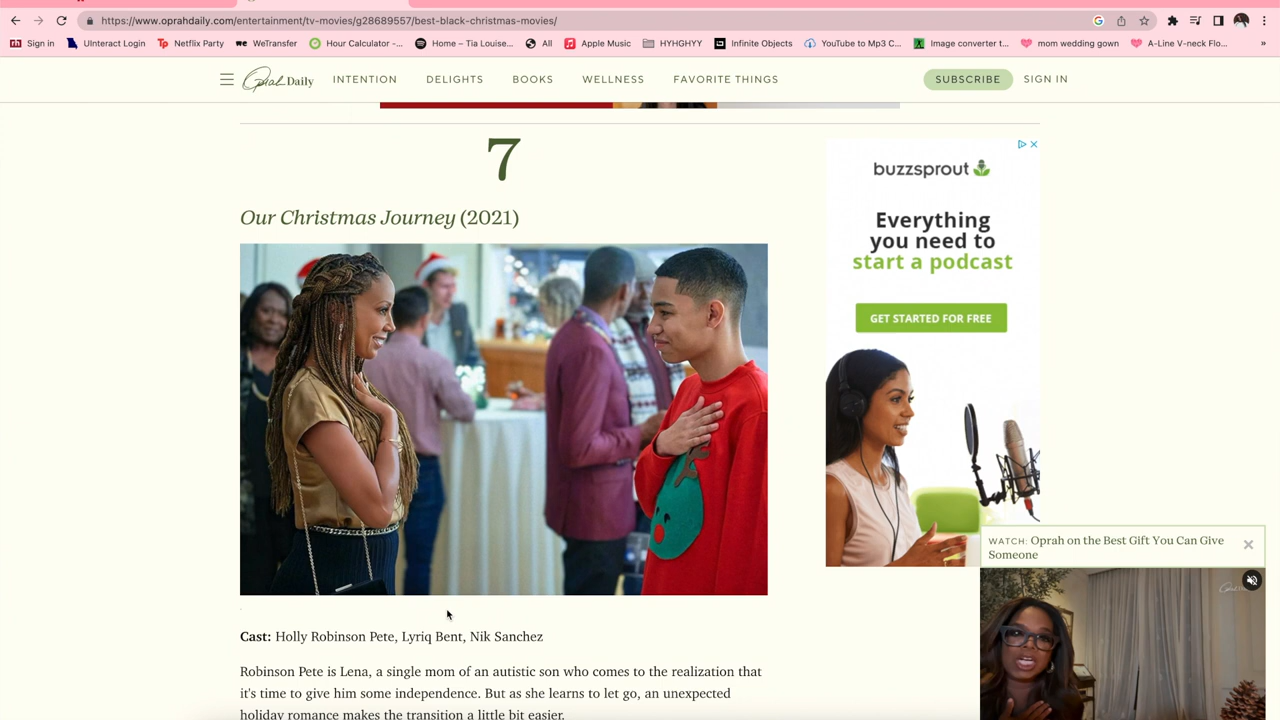 https://www.oprahdaily.com/entertainment/tv-movies/g28689557/best-black-christmas-movies/
Sign in
UInteract Login
Netflix Party
WeTransfer
Hour Calculator -...
Home – Tia Louise...
All
Apple Music
HYHGHYY
Infinite Objects
YouTube to Mp3 C...
Image converter t...
mom wedding gown
A-Line V-neck Flo...
»
Oprah Daily
INTENTION
DELIGHTS
BOOKS
WELLNESS
FAVORITE THINGS
SUBSCRIBE
SIGN IN
7
Our Christmas Journey (2021)
buzzsprout
Everything
you need to
start a podcast
GET STARTED FOR FREE
WATCH: Oprah on the Best Gift You Can Give
Someone
Cast: Holly Robinson Pete, Lyriq Bent, Nik Sanchez
Robinson Pete is Lena, a single mom of an autistic son who comes to the realization that
it's time to give him some independence. But as she learns to let go, an unexpected
holiday romance makes the transition a little bit easier.